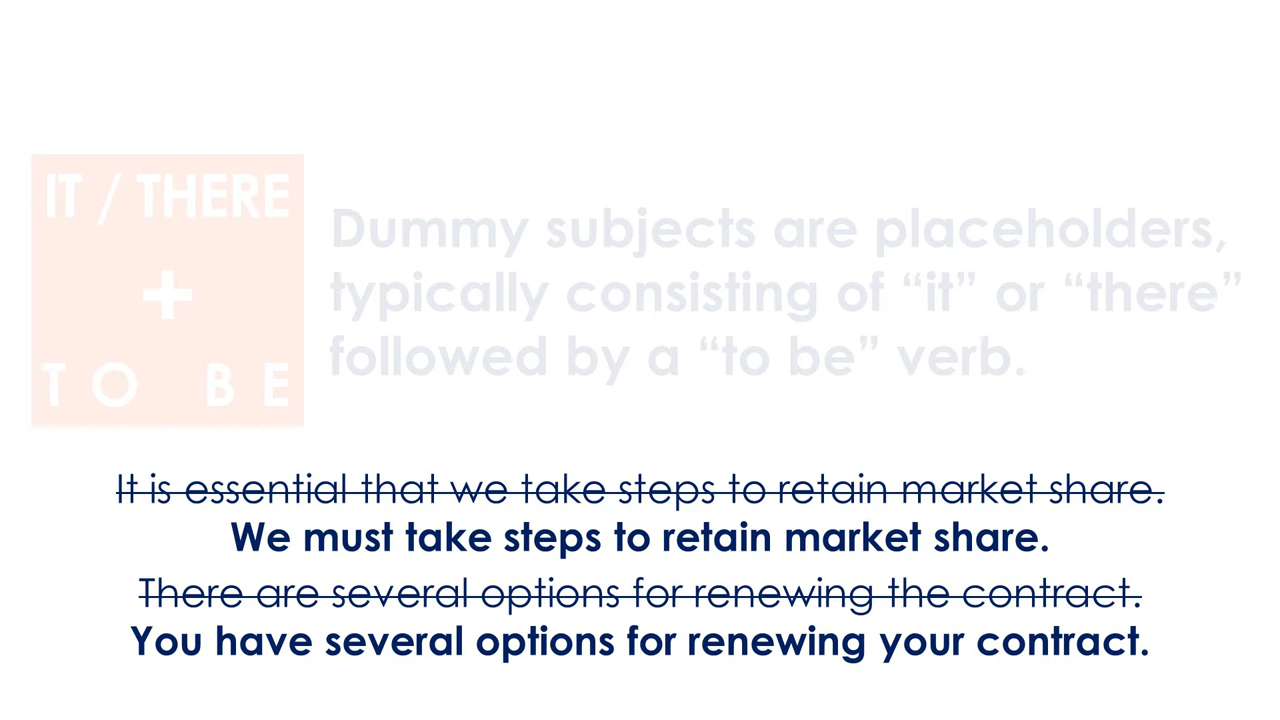 IT / THERE
+
TO BE
Dummy subjects are placeholders,
typically consisting of “it” or “there”
followed by a “to be” verb.
It is essential that we take steps to retain market share.
We must take steps to retain market share.
There are several options for renewing the contract.
You have several options for renewing your contract.